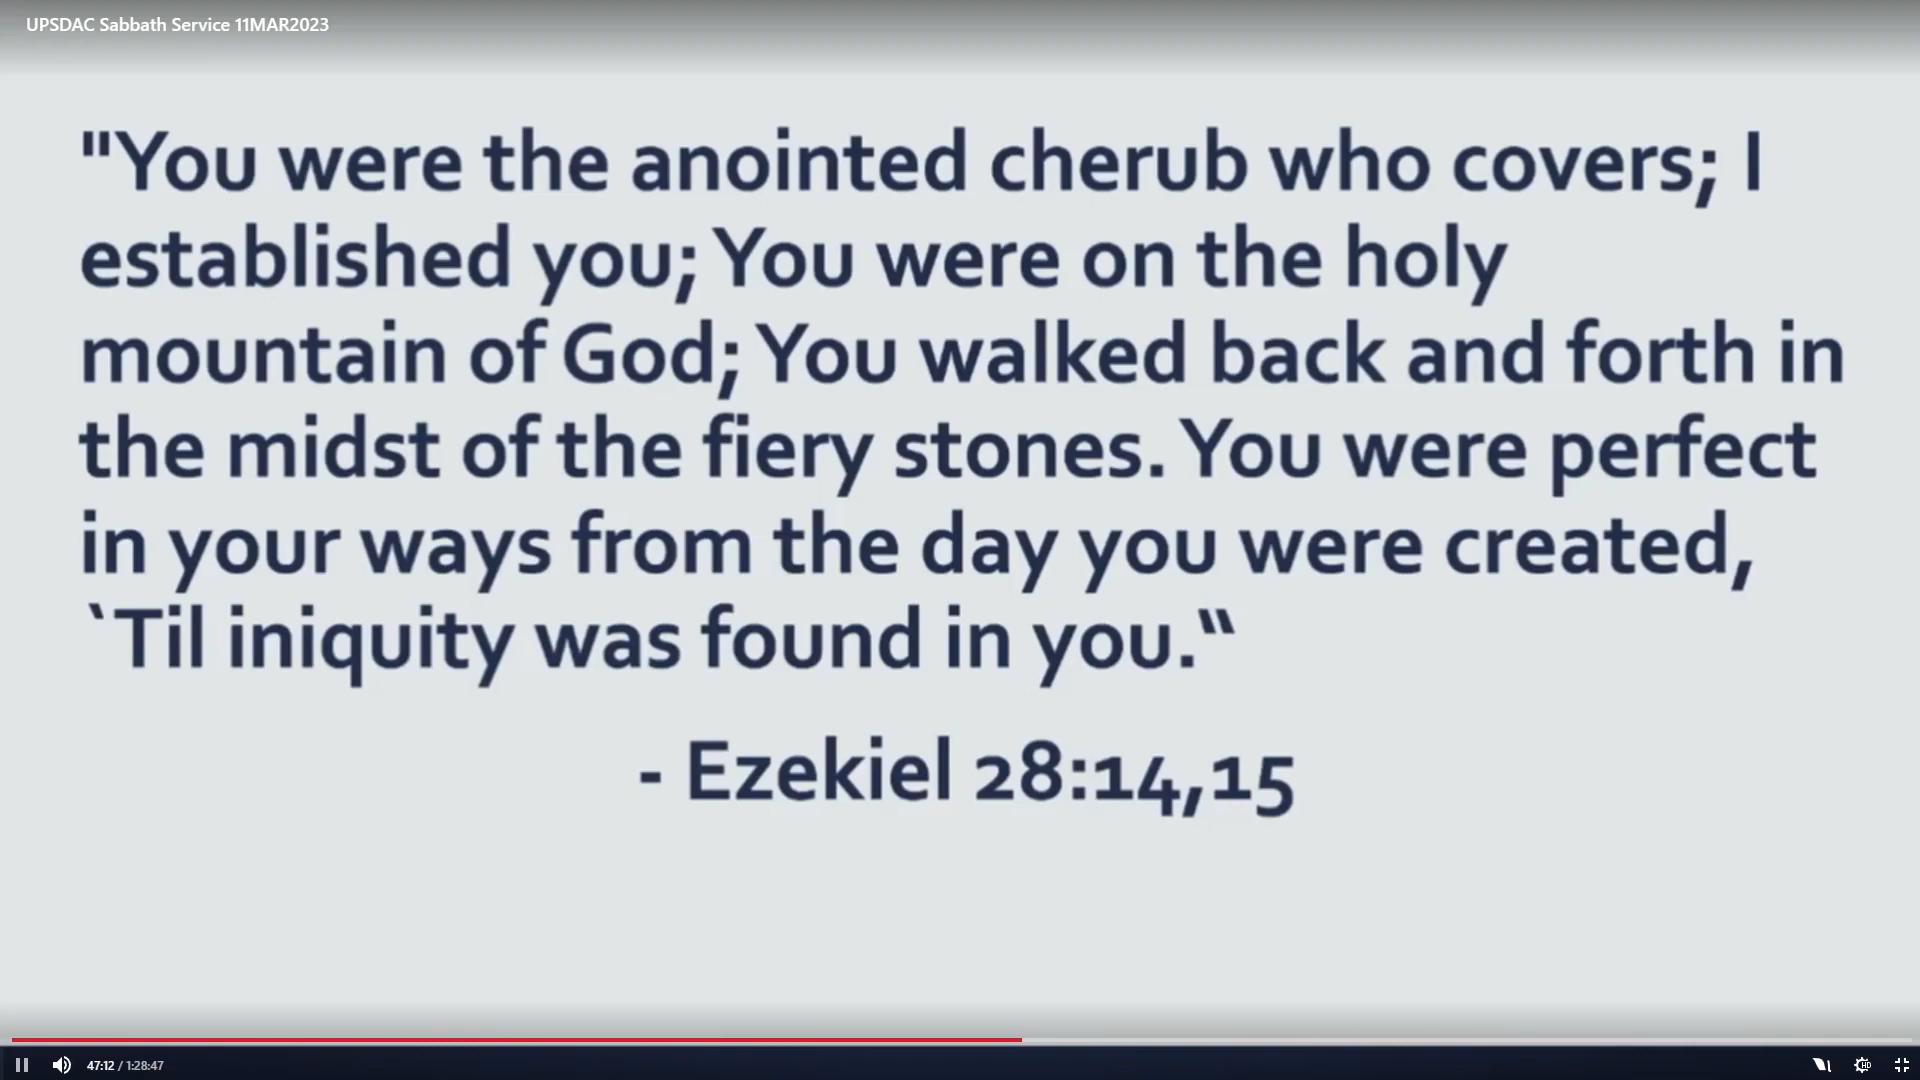 UPSDAC Sabbath Service 11MAR2023
"You were the anointed cherub who covers; I
established you; You were on the holy
mountain of God; You walked back and forth in
the midst of the fiery stones. You were perfect
in your ways from the day you were created,
`Til iniquity was found in you.“
- Ezekiel 28:14,15
47:12 / 1:28:47
HD